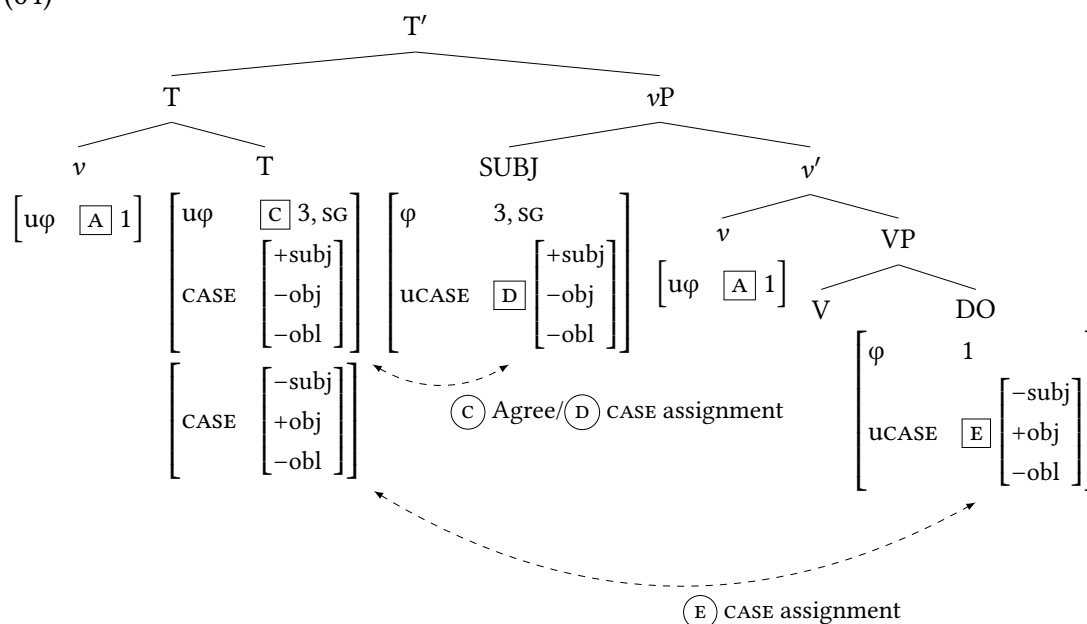 T′
T vP
v T SUBJ v′
[uφ A 1] [uφ C 3, SG] [φ 3, SG] v VP
+subj +subj
CASE −obj uCASE D −obj [uφ A 1] V DO
−obl −obl
φ 1
−subj
CASE +obj
−obl
C Agree/ D CASE assignment
−subj
uCASE E +obj
−obl
E CASE assignment